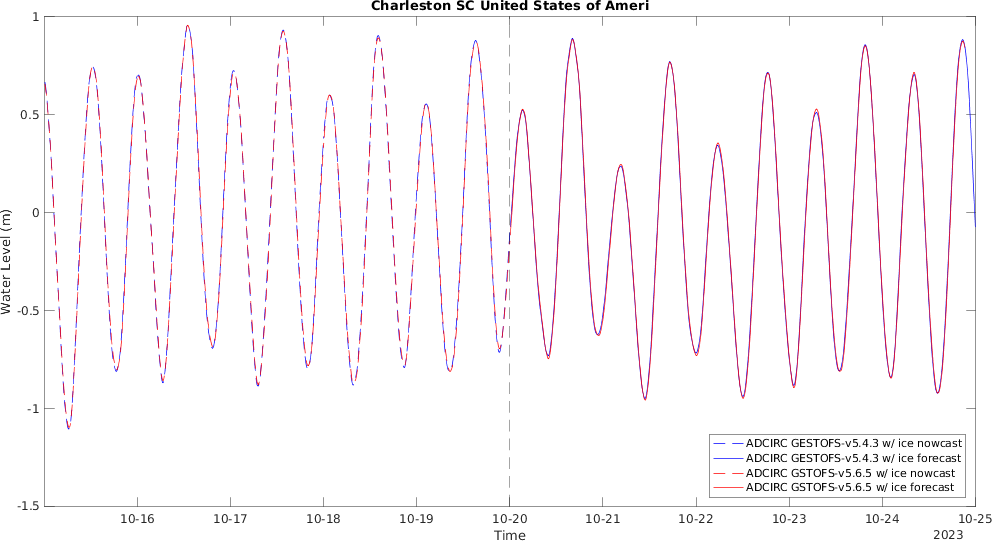 Charleston SC United States of Ameri
1
0.5
0
-0.5
-1
-1.5
Water Level (m)
10-16
10-17
10-18
10-19
10-20
10-21
10-22
10-23
10-24
10-25
Time
2023
ADCIRC GESTOFS-v5.4.3 w/ ice nowcast
ADCIRC GESTOFS-v5.4.3 w/ ice forecast
ADCIRC GSTOFS-v5.6.5 w/ ice nowcast
ADCIRC GSTOFS-v5.6.5 w/ ice forecast